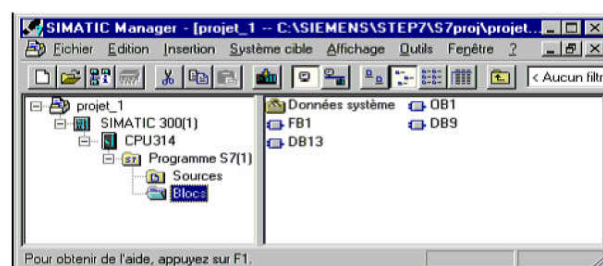 SIMATIC Manager - [projet_1 -- C:\SIEMENS\STEP7\S7proj\projet...
Fichier Edition Insertion Système cible Affichage Outils Fenêtre ?
< Aucun filtr
projet_1
SIMATIC 300(1)
CPU314
Programme S7(1)
Sources
Blocs
Données système OB1
FB1 DB9
DB13
Pour obtenir de l'aide, appuyez sur F1.